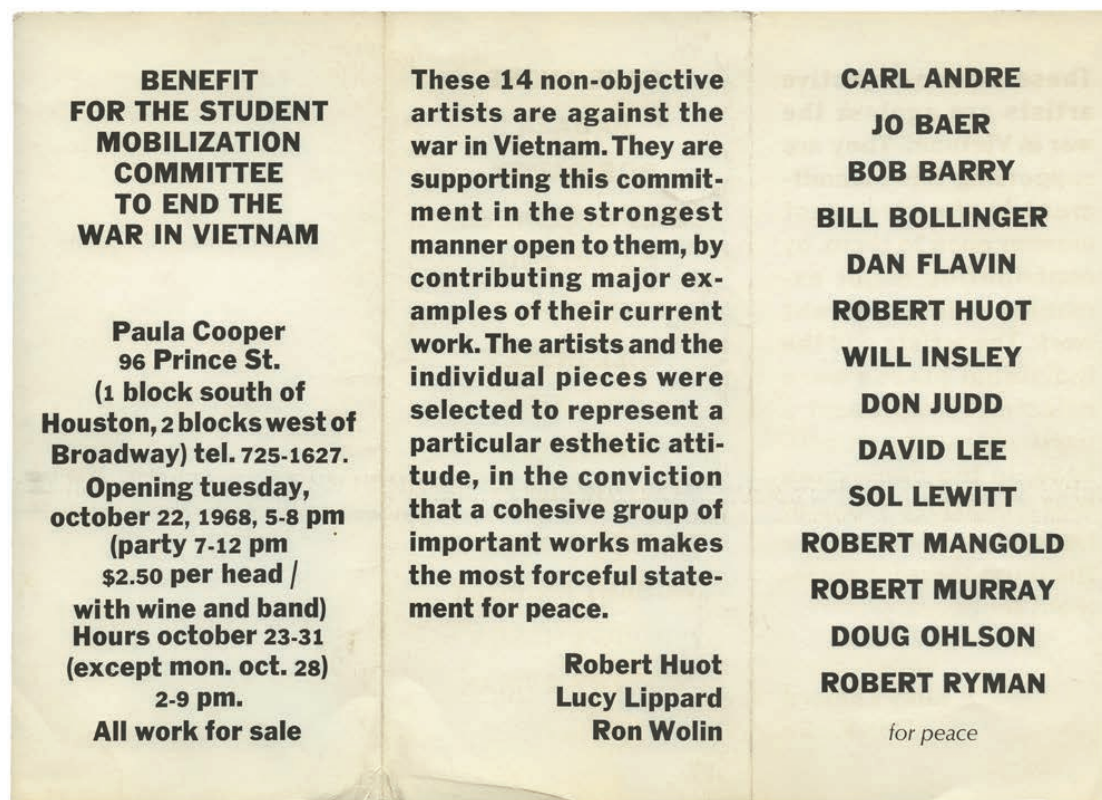 BENEFIT
FOR THE STUDENT
MOBILIZATION
COMMITTEE
TO END THE
WAR IN VIETNAM
Paula Cooper
96 Prince St.
(1 block south of
Houston, 2 blocks west of
Broadway) tel. 725-1627.
Opening tuesday,
october 22, 1968, 5-8 pm
(party 7-12 pm
$2.50 per head /
with wine and band)
Hours october 23-31
(except mon. oct. 28)
2-9 pm.
All work for sale
These 14 non-objective
artists are against the
war in Vietnam. They are
supporting this commit-
ment in the strongest
manner open to them, by
contributing major ex-
amples of their current
work. The artists and the
individual pieces were
selected to represent a
particular esthetic atti-
tude, in the conviction
that a cohesive group of
important works makes
the most forceful state-
ment for peace.
Robert Huot
Lucy Lippard
Ron Wolin
CARL ANDRE
JO BAER
BOB BARRY
BILL BOLLINGER
DAN FLAVIN
ROBERT HUOT
WILL INSLEY
DON JUDD
DAVID LEE
SOL LEWITT
ROBERT MANGOLD
ROBERT MURRAY
DOUG OHLSON
ROBERT RYMAN
for peace